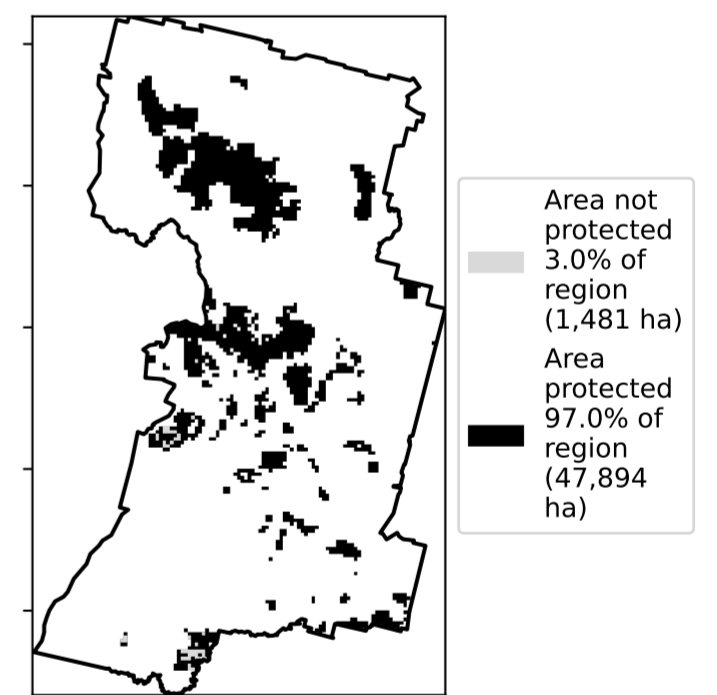 Area not
protected
3.0% of
region
(1,481 ha)
Area
protected
97.0% of
region
(47,894
ha)